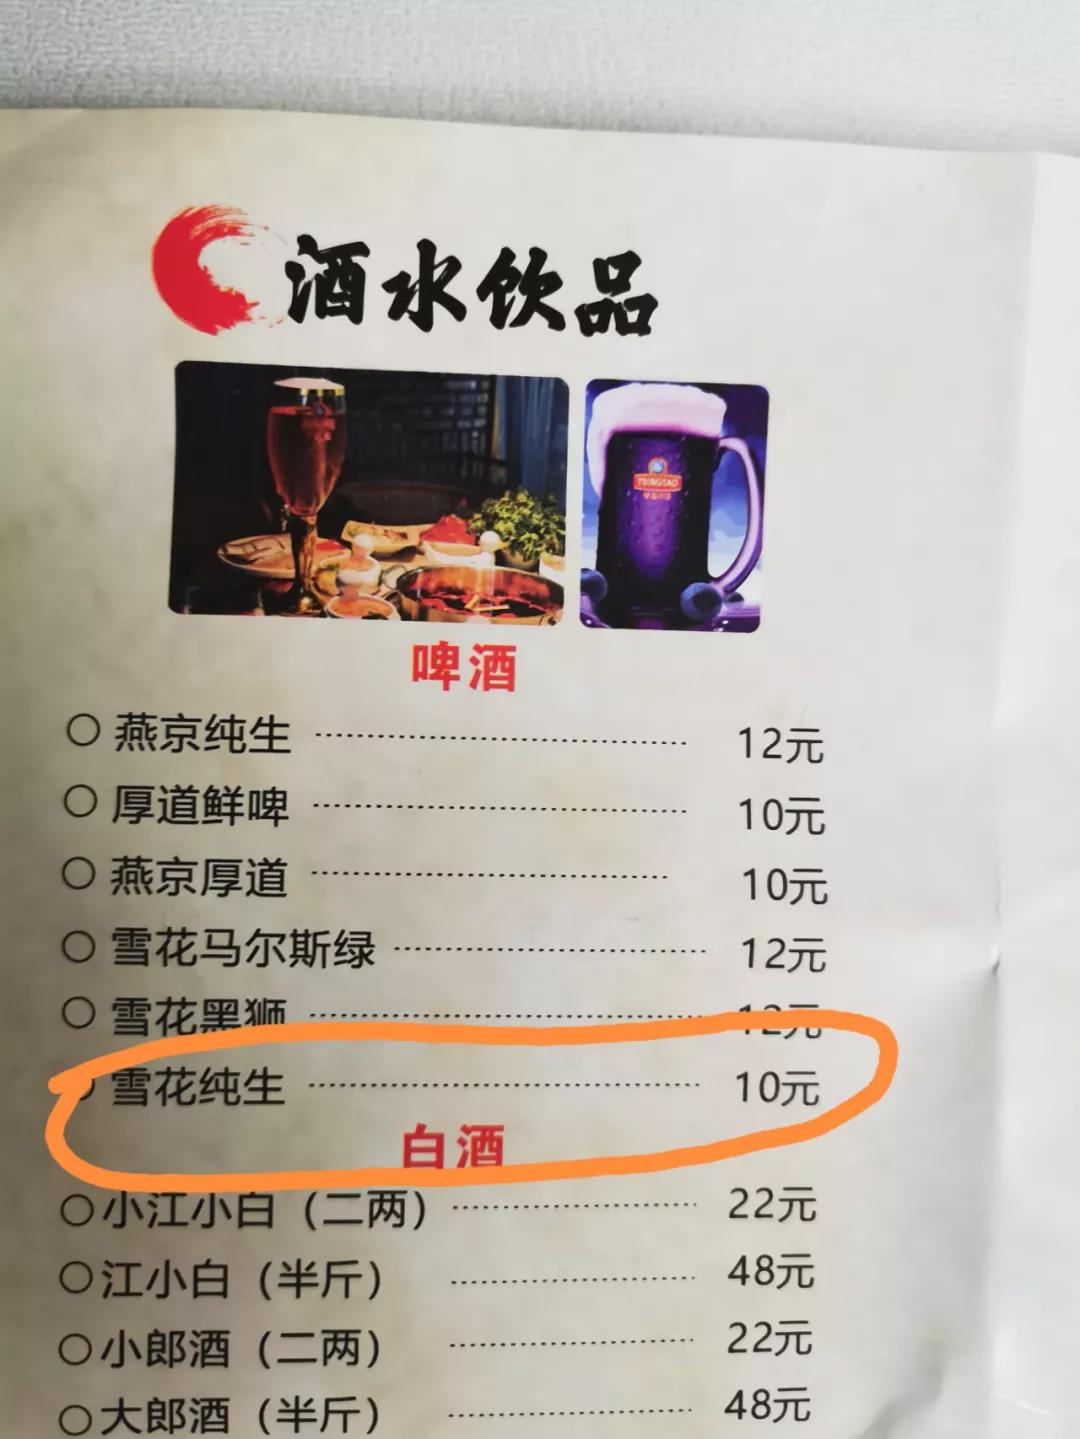 酒水饮品
TSINGTAO
啤酒
燕京纯生 12元
厚道鲜啤 10元
燕京厚道 10元
雪花马尔斯绿 12元
雪花黑狮 12元
雪花纯生 10元
白酒
小江小白（二两） 22元
江小白（半斤） 48元
小郎酒（二两） 22元
大郎酒（半斤） 48元